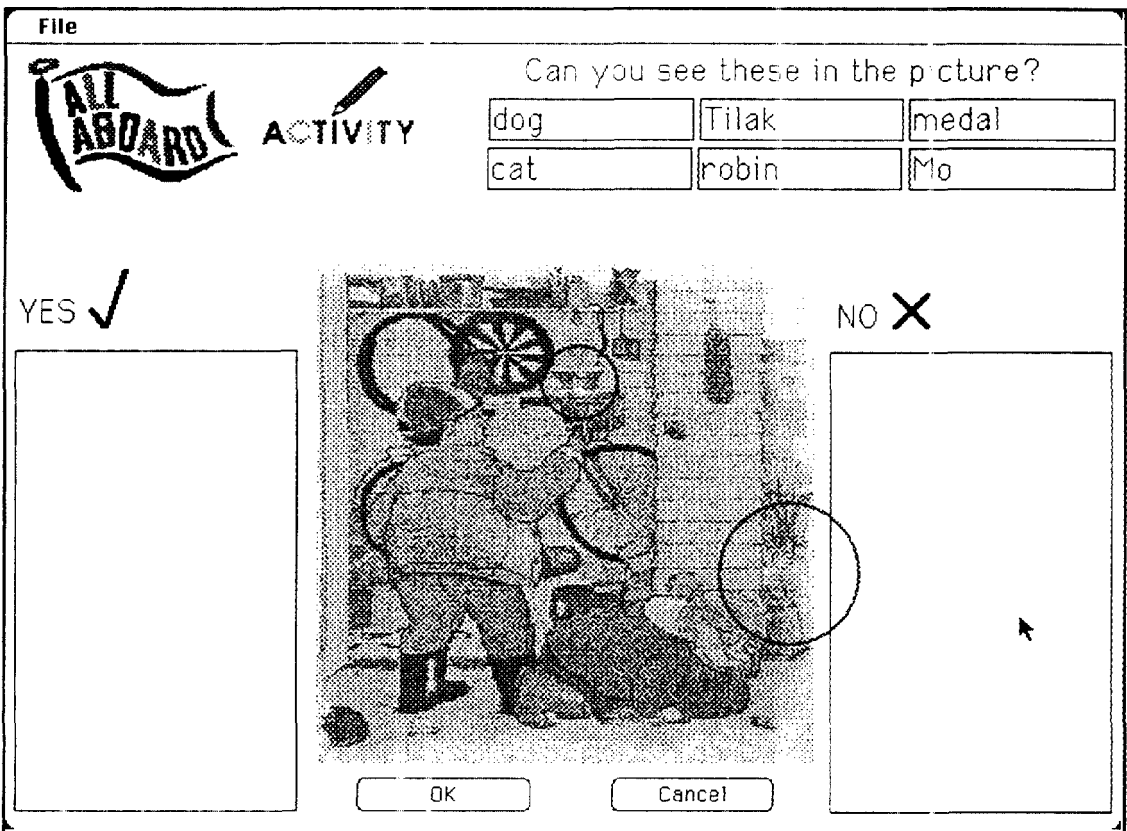 File
ALL
ABOARD
ACTIVITY
Can you see these in the picture?
dog Tilak medal
cat robin Mo
YES
NO
OK Cancel